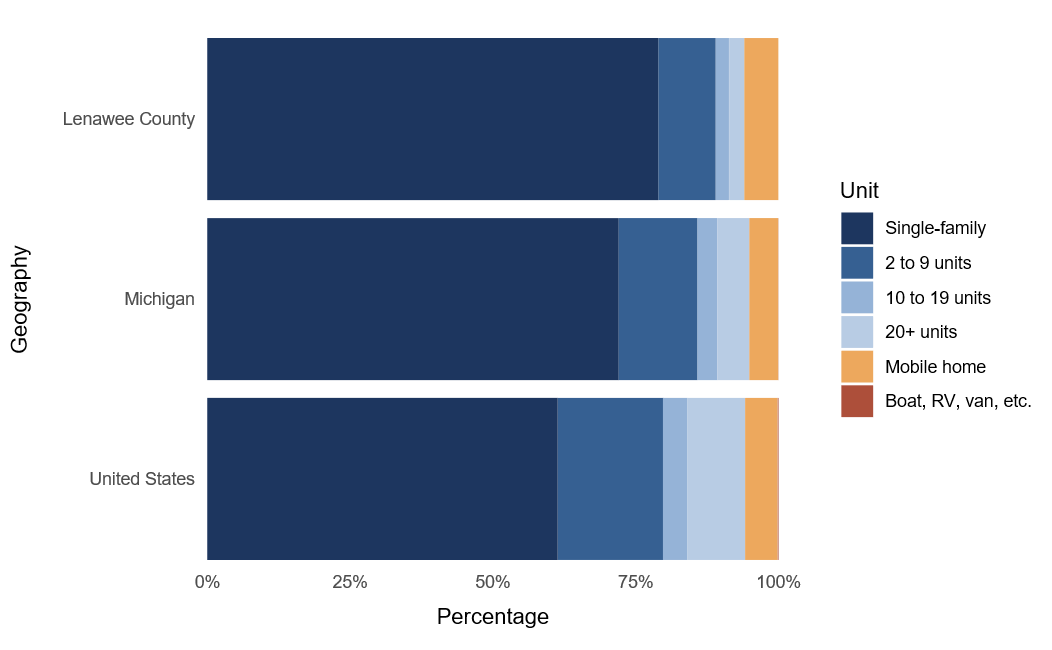 Geography
Lenawee County
Michigan
United States
0% 25% 50% 75% 100%
Percentage
Unit
Single-family
2 to 9 units
10 to 19 units
20+ units
Mobile home
Boat, RV, van, etc.